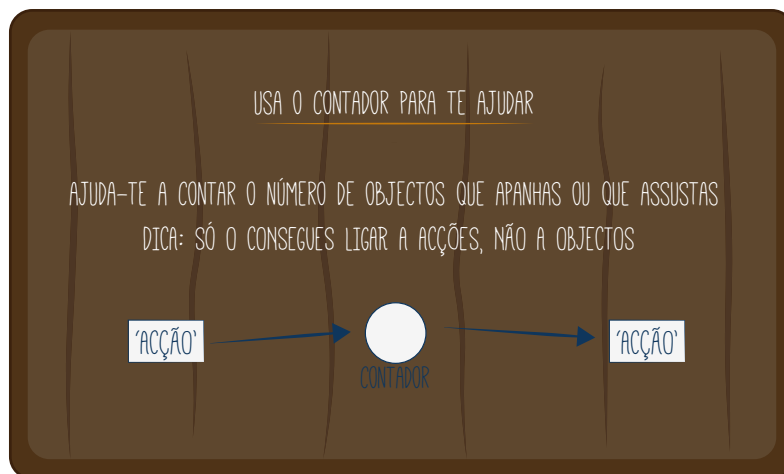 USA O CONTADOR PARA TE AJUDAR
AJUDA-TE A CONTAR O NÚMERO DE OBJECTOS QUE APANHAS OU QUE ASSUSTAS
DICA: SÓ O CONSEGUES LIGAR A ACÇÕES, NÃO A OBJECTOS
'ACÇÃO'
CONTADOR
'ACÇÃO'